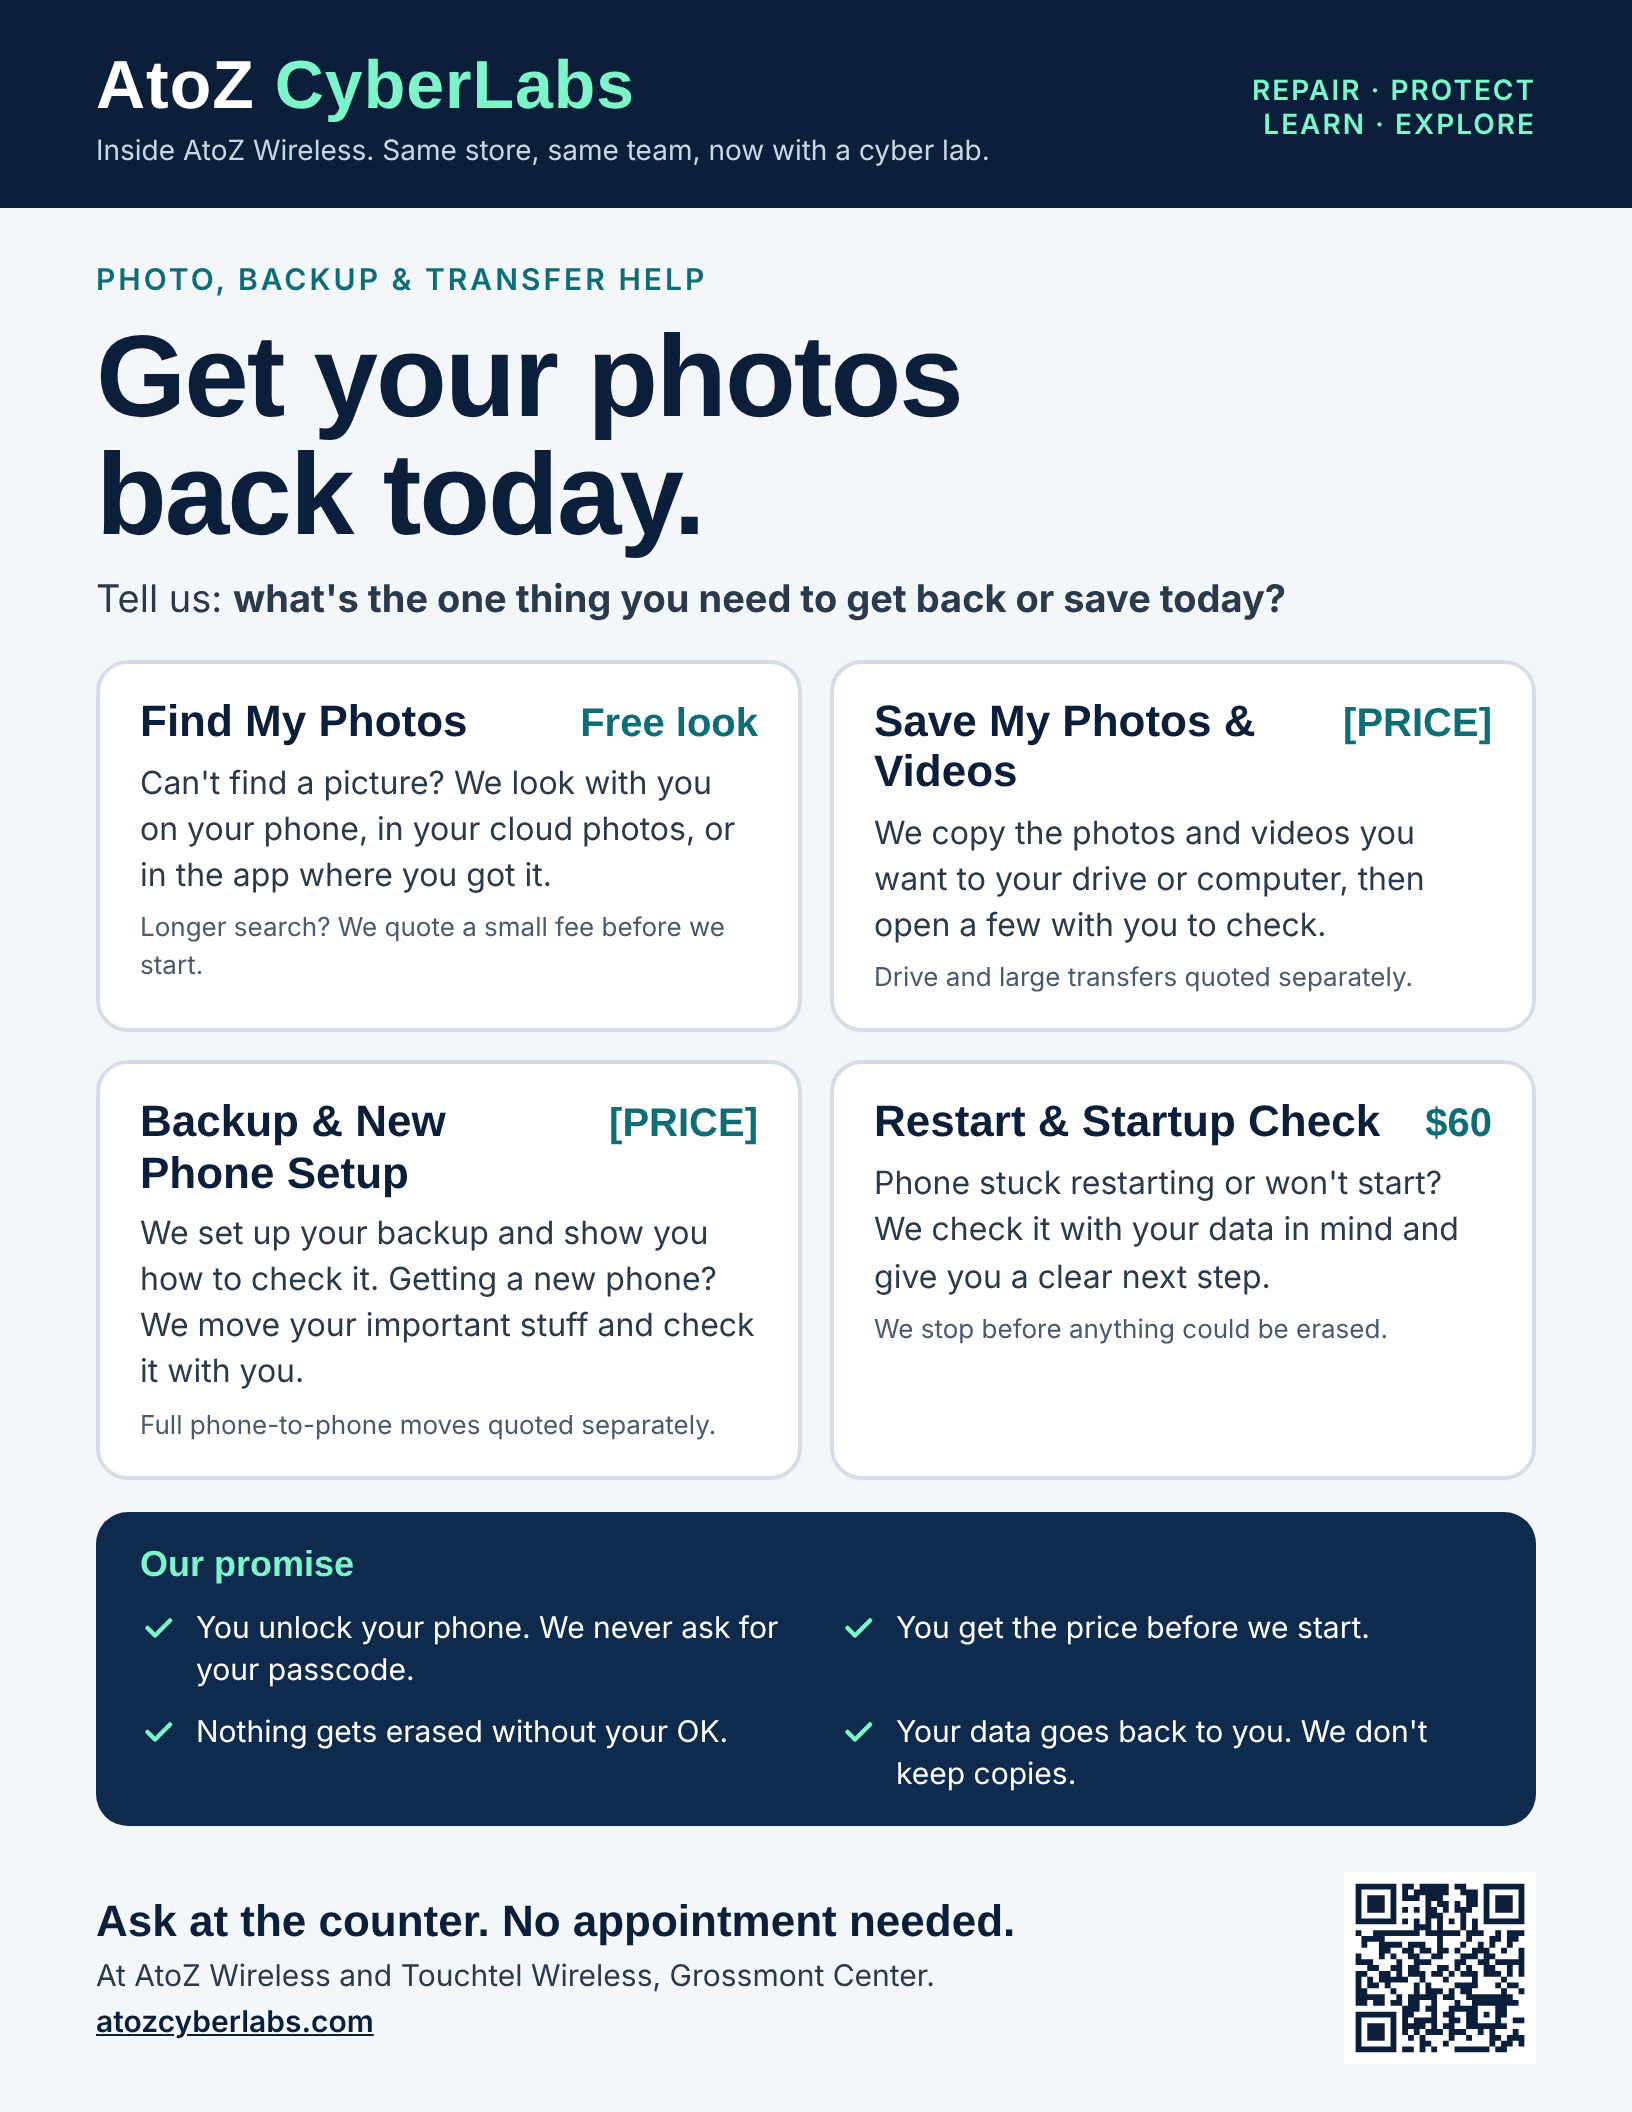 AtoZ CyberLabs
Inside AtoZ Wireless. Same store, same team, now with a cyber lab.
REPAIR · PROTECT
LEARN · EXPLORE
PHOTO, BACKUP & TRANSFER HELP
Get your photos
back today.
Tell us: what's the one thing you need to get back or save today?
Find My Photos
Free look
Can't find a picture? We look with you
on your phone, in your cloud photos, or
in the app where you got it.
Longer search? We quote a small fee before we
start.
Save My Photos &
Videos
[PRICE]
We copy the photos and videos you
want to your drive or computer, then
open a few with you to check.
Drive and large transfers quoted separately.
Backup & New
Phone Setup
[PRICE]
We set up your backup and show you
how to check it. Getting a new phone?
We move your important stuff and check
it with you.
Full phone-to-phone moves quoted separately.
Restart & Startup Check
$60
Phone stuck restarting or won't start?
We check it with your data in mind and
give you a clear next step.
We stop before anything could be erased.
Our promise
You unlock your phone. We never ask for
your passcode.
You get the price before we start.
Nothing gets erased without your OK.
Your data goes back to you. We don't
keep copies.
Ask at the counter. No appointment needed.
At AtoZ Wireless and Touchtel Wireless, Grossmont Center.
atozcyberlabs.com